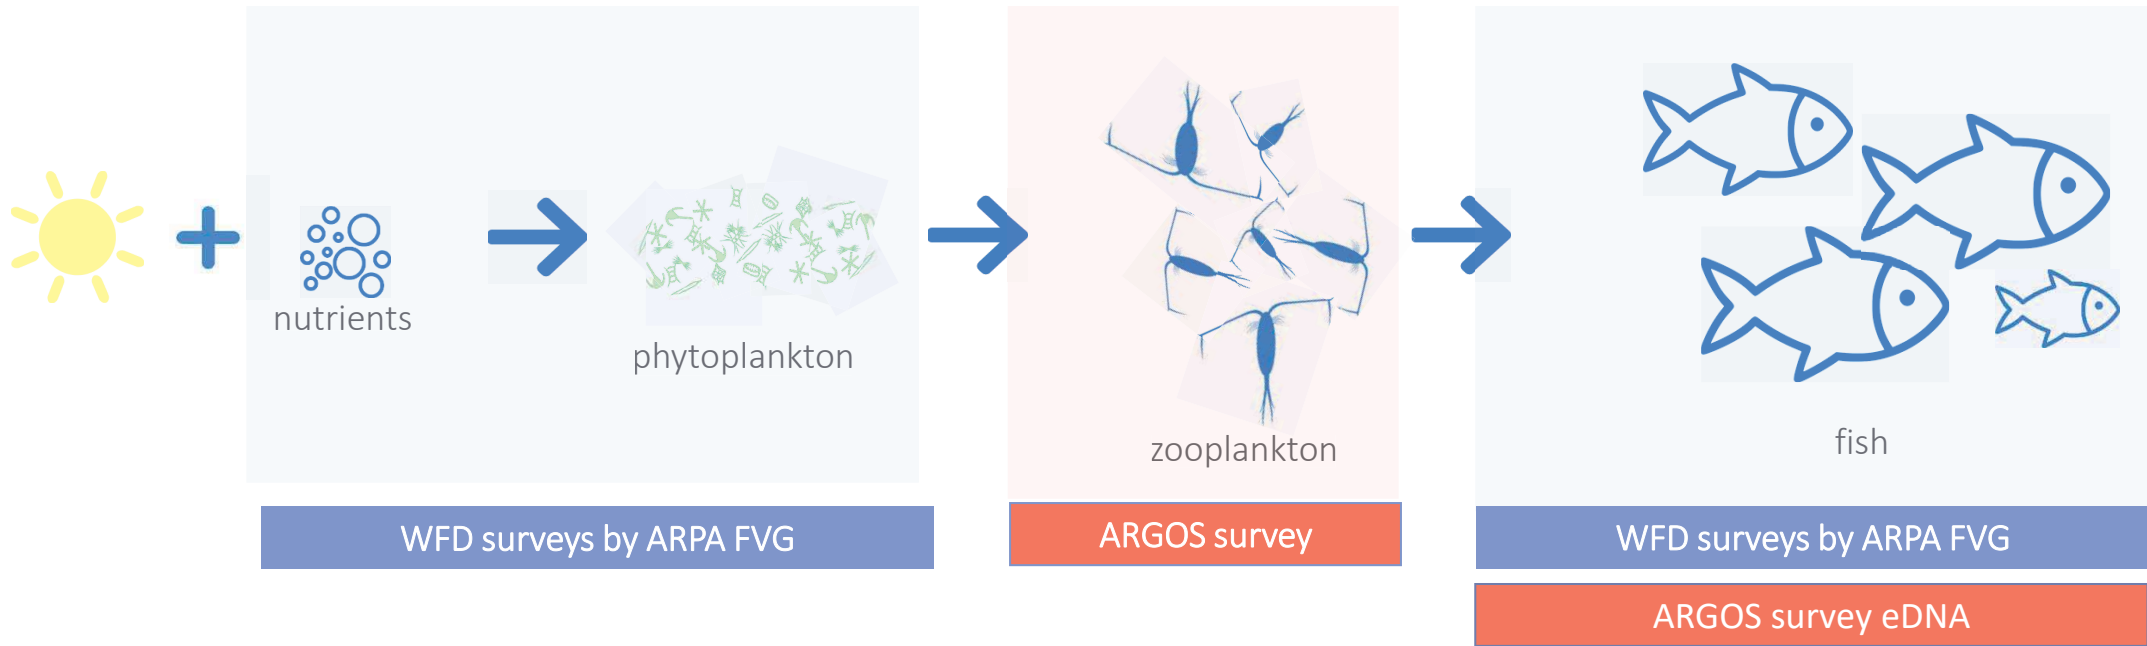 nutrients
phytoplankton
zooplankton
fish
WFD surveys by ARPA FVG
ARGOS survey
WFD surveys by ARPA FVG
ARGOS survey eDNA